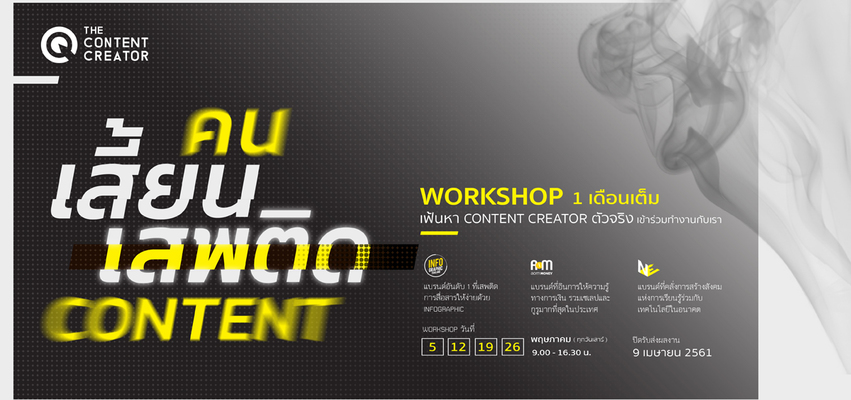 THE
CONTENT
CREATOR
คน
เสี้ยน
เสพติด
CONTENT
WORKSHOP 1 เดือนเต็ม
เฟ้นหา CONTENT CREATOR ตัวจริง เข้าร่วมทำงานกับเรา
INFO
GRAPHIC
แบรนด์อันดับ 1 ที่เสพติด
การสื่อสารให้ง่ายด้วย
INFOGRAPHIC
แบรนด์ที่อินการให้ความรู้
ทางการเงิน รวมเซเลปและ
กูรูมากที่สุดในประเทศ
แบรนด์ที่คลั่งการสร้างสังคม
แห่งการเรียนรู้ร่วมกับ
เทคโนโลยีในอนาคต
WORKSHOP วันที่
5 12 19 26
พฤษภาคม (ทุกวันเสาร์)
9.00 - 16.30 น.
ปิดรับส่งผลงาน
9 เมษายน 2561